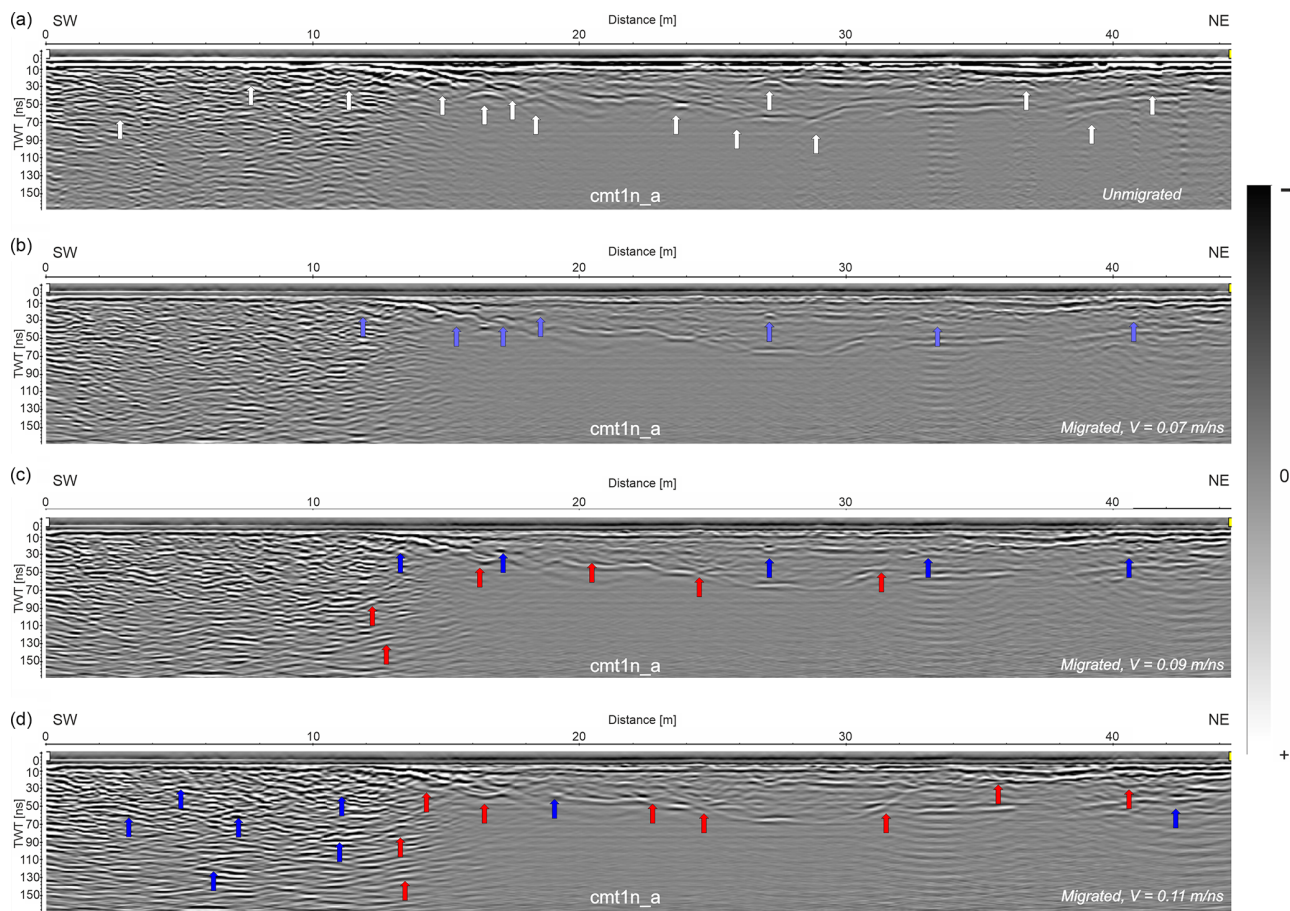 (a) SW Distance [m] NE
0 10 20 30 40
TWT [ns]
0
10
30
50
70
90
110
130
150
cmt1n_a
Unmigrated
(b) SW Distance [m] NE
0 10 20 30 40
TWT [ns]
0
10
30
50
70
90
110
130
150
cmt1n_a
Migrated, V = 0.07 m/ns
(c) SW Distance [m] NE
0 10 20 30 40
TWT [ns]
0
10
30
50
70
90
110
130
150
cmt1n_a
Migrated, V = 0.09 m/ns
(d) SW Distance [m] NE
0 10 20 30 40
TWT [ns]
0
10
30
50
70
90
110
130
150
cmt1n_a
Migrated, V = 0.11 m/ns
-
0
+